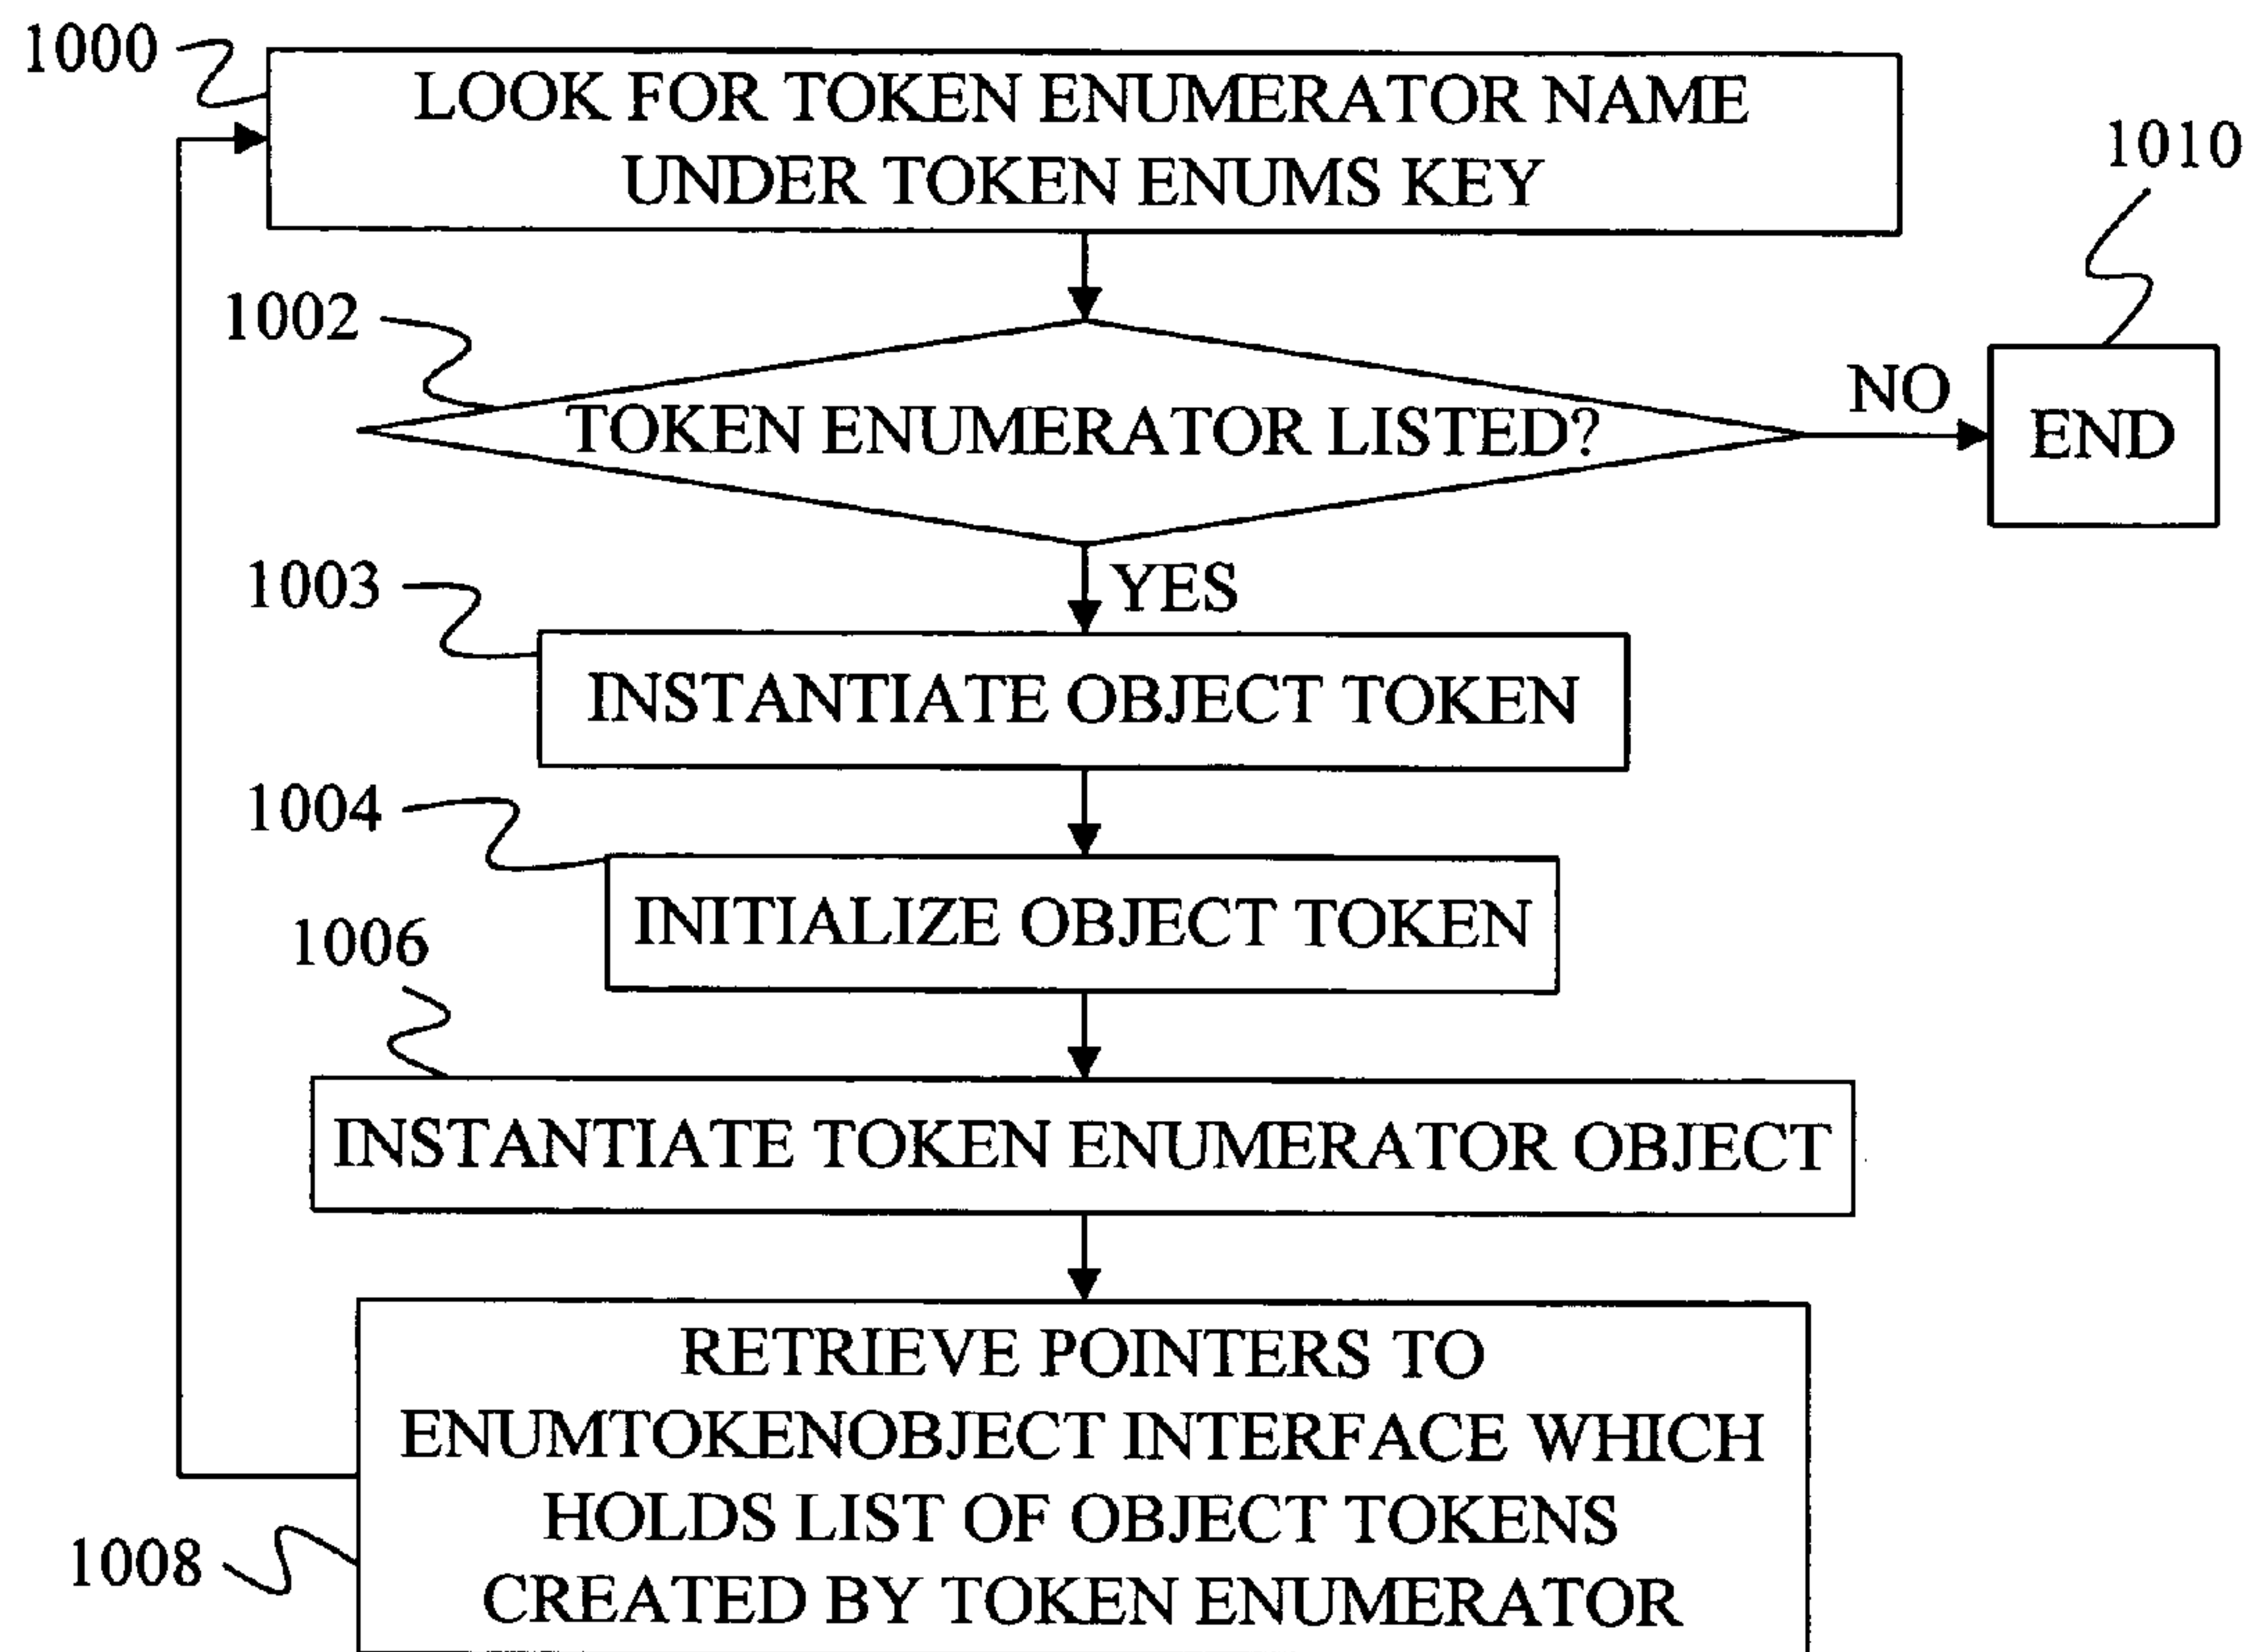 1000
LOOK FOR TOKEN ENUMERATOR NAME
UNDER TOKEN ENUMS KEY
1010
1002
TOKEN ENUMERATOR LISTED?
NO
END
YES
1003
INSTANTIATE OBJECT TOKEN
1004
INITIALIZE OBJECT TOKEN
1006
INSTANTIATE TOKEN ENUMERATOR OBJECT
RETRIEVE POINTERS TO
ENUMTOKENOBJECT INTERFACE WHICH
HOLDS LIST OF OBJECT TOKENS
CREATED BY TOKEN ENUMERATOR
1008